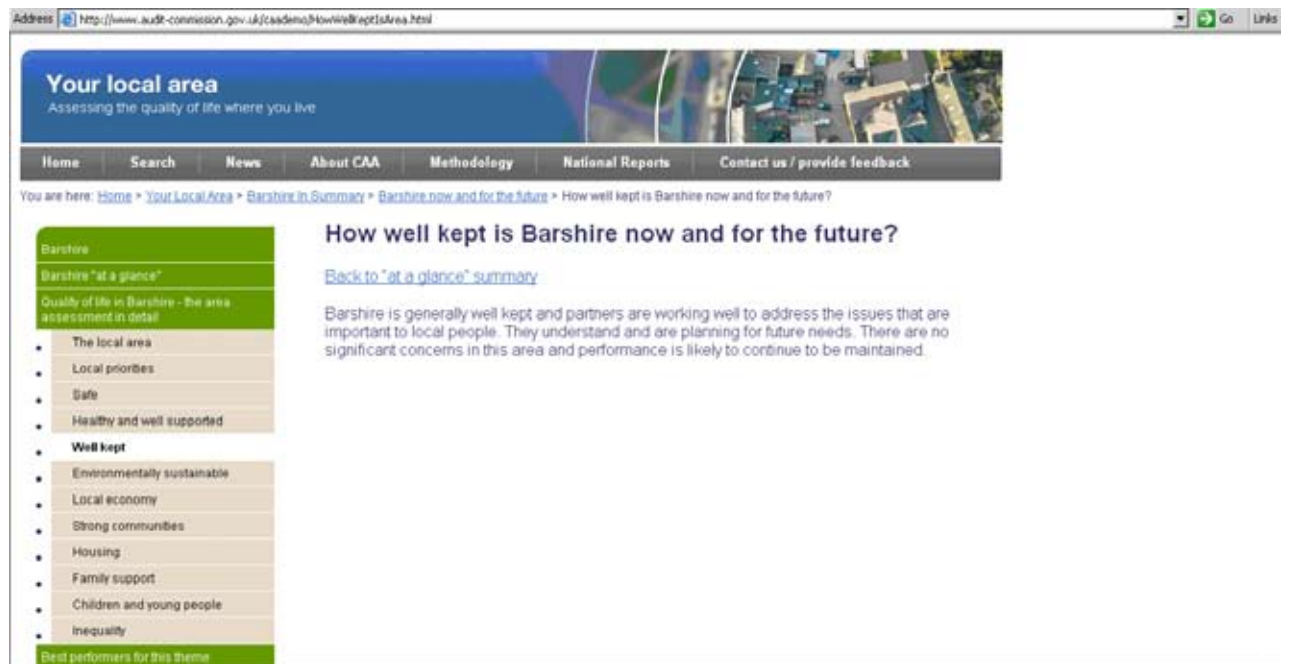 Address http://www.audit-commission.gov.uk/caademo/HowWellKeptIsArea.html Go Links
Your local area
Assessing the quality of life where you live
Home Search News About CAA Methodology National Reports Contact us / provide feedback
You are here: Home > Your Local Area > Barshire In Summary > Barshire now and for the future > How well kept is Barshire now and for the future?
How well kept is Barshire now and for the future?
Back to "at a glance" summary
Barshire is generally well kept and partners are working well to address the issues that are
important to local people. They understand and are planning for future needs. There are no
significant concerns in this area and performance is likely to continue to be maintained.
Barshire
Barshire "at a glance"
Quality of life in Barshire - the area
assessment in detail
The local area
Local priorities
Safe
Healthy and well supported
Well kept
Environmentally sustainable
Local economy
Strong communities
Housing
Family support
Children and young people
Inequality
Best performers for this theme